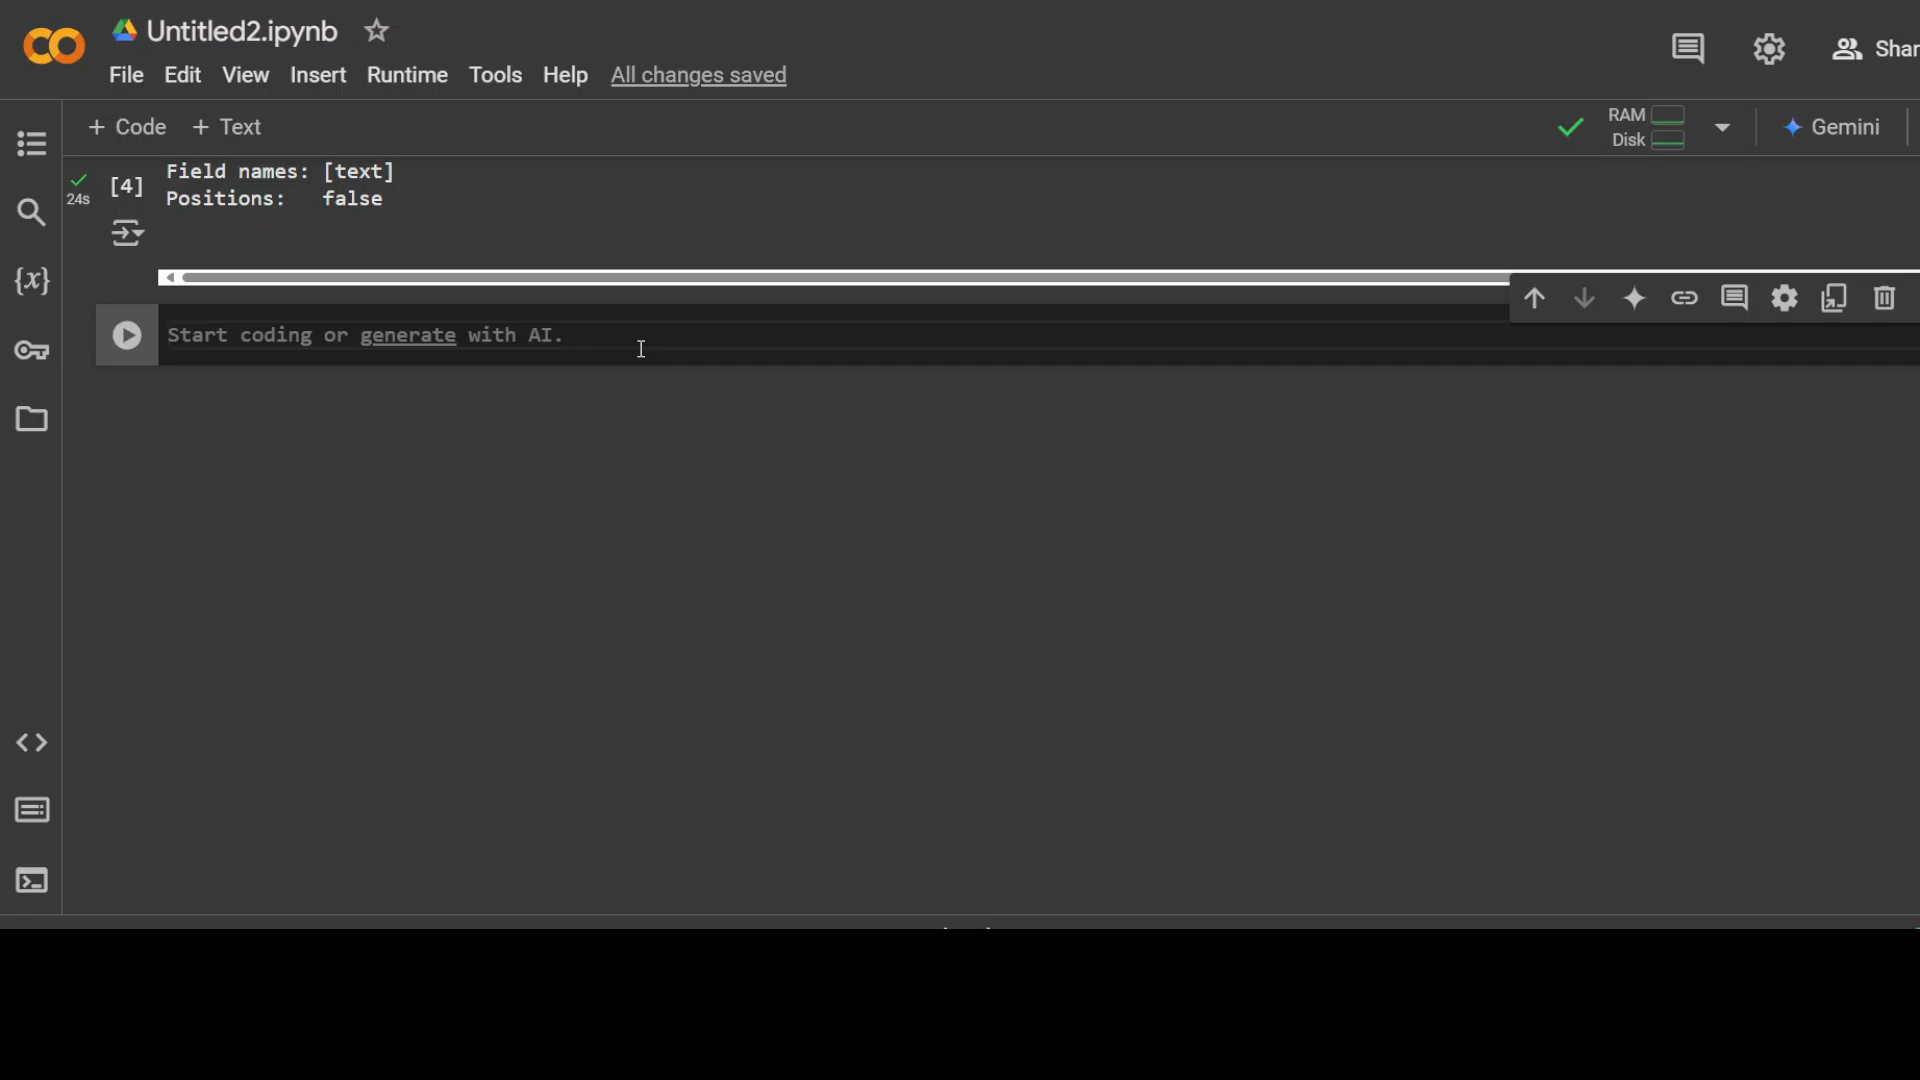 Untitled2.ipynb
File Edit View Insert Runtime Tools Help All changes saved
Shar
+ Code + Text
RAM
Disk
Gemini
24s
[4]
Field names: [text]
Positions: false
{x}
Start coding or generate with AI.